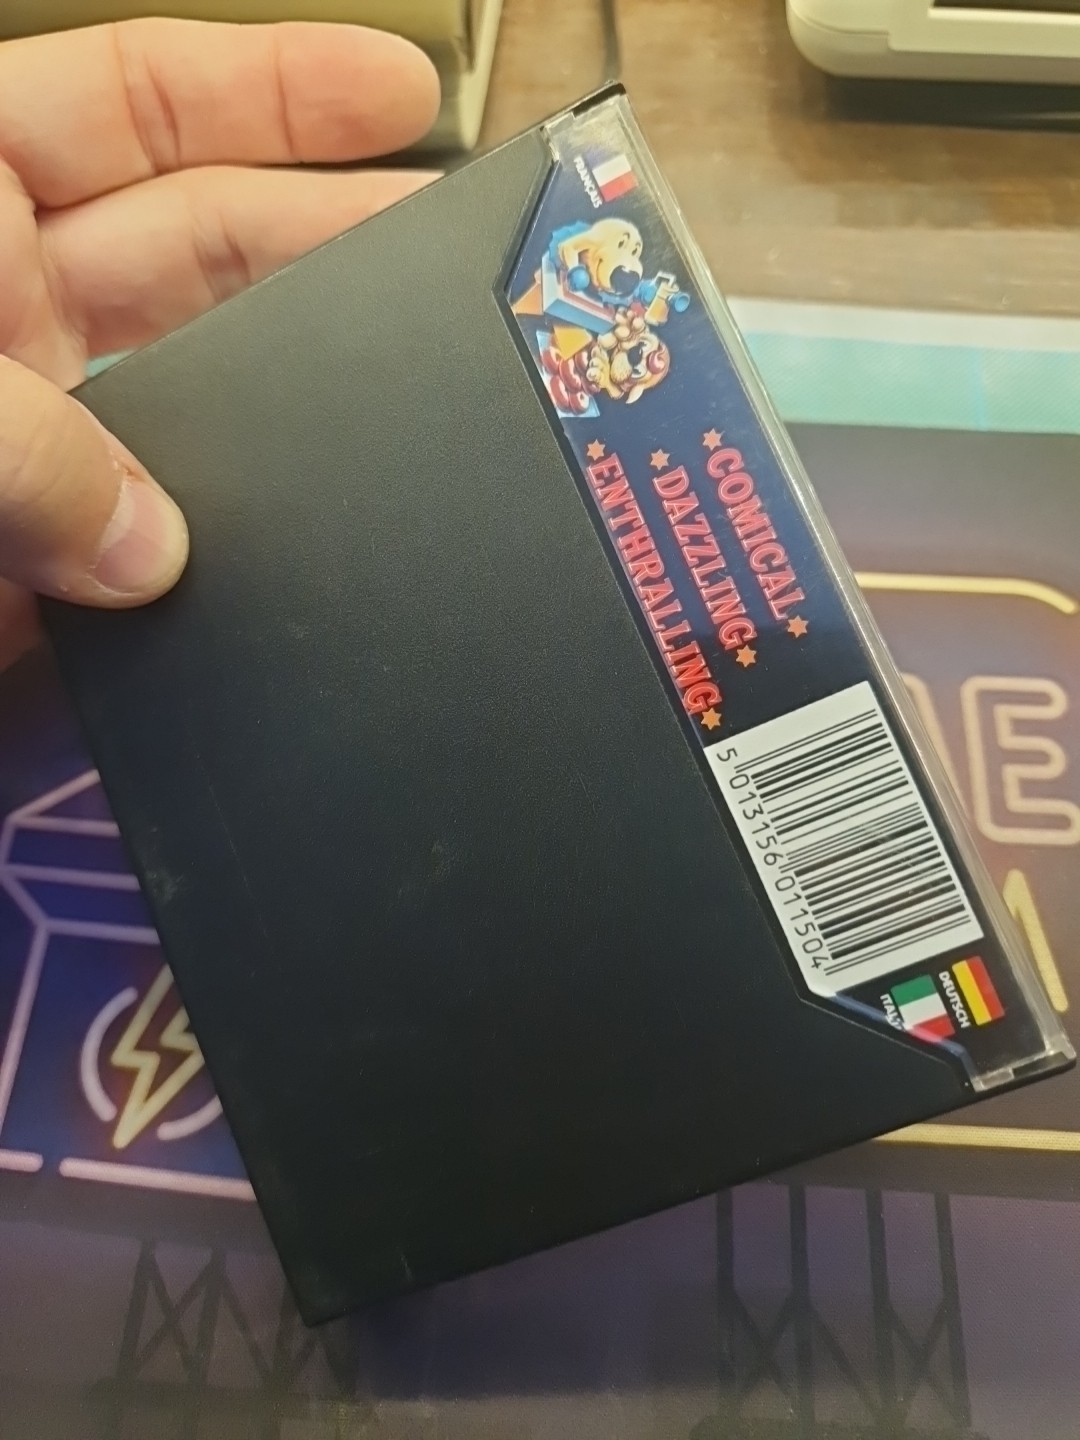 FRANÇAIS
★COMICAL★
★DAZZLING★
★ENTHRALLING★
5 013156 011504
DEUTSCH